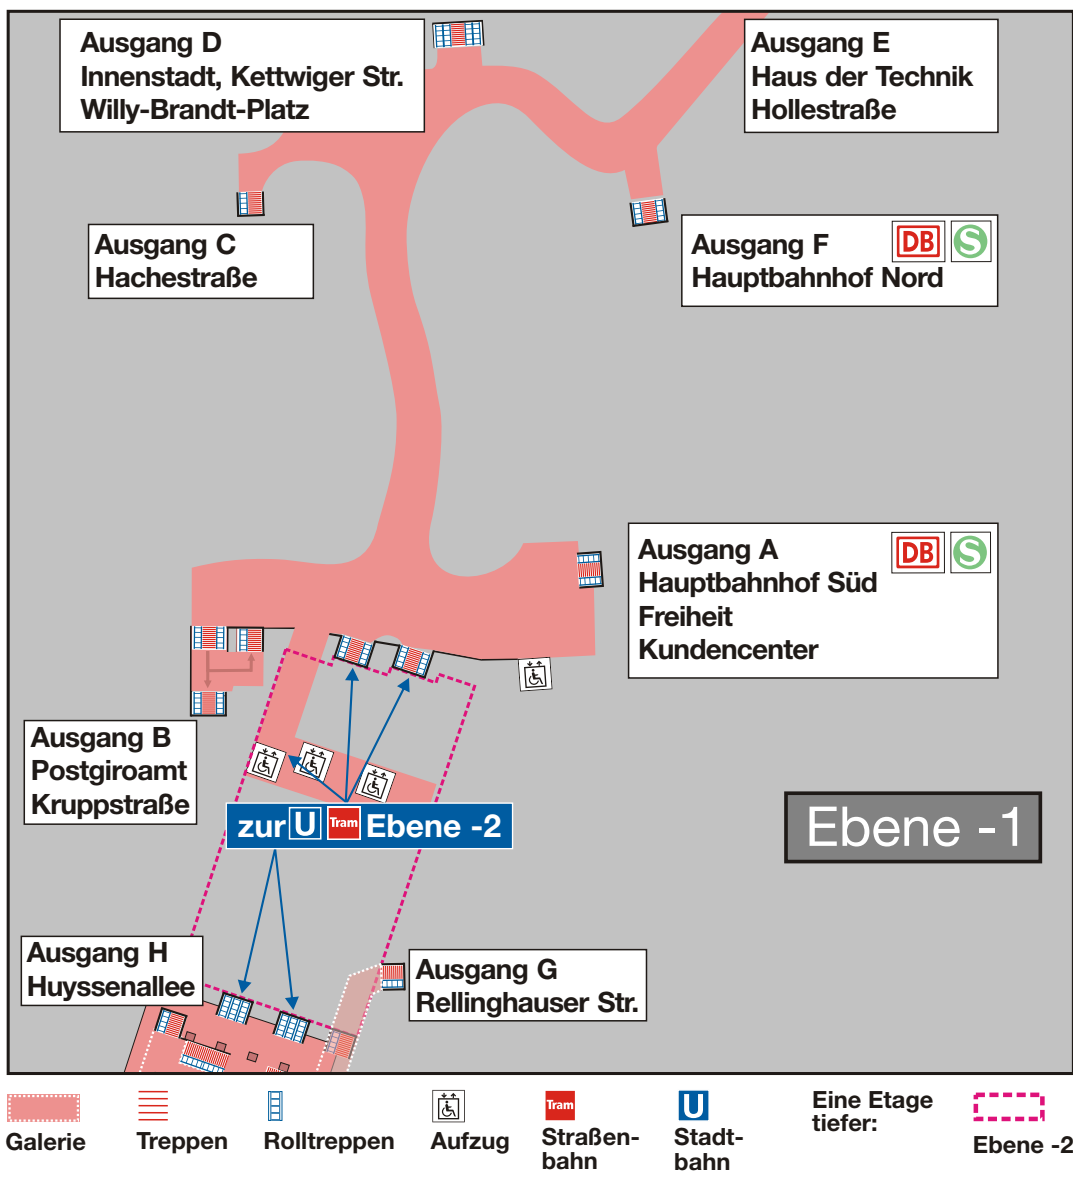 Ausgang D
Innenstadt, Kettwiger Str.
Willy-Brandt-Platz
Ausgang E
Haus der Technik
Hollestraße
Ausgang C
Hachestraße
Ausgang F DB S
Hauptbahnhof Nord
Ausgang A DB S
Hauptbahnhof Süd
Freiheit
Kundencenter
Ausgang B
Postgiroamt
Kruppstraße
zur U Tram Ebene -2
Ebene -1
Ausgang H
Huyssenallee
Ausgang G
Rellinghauser Str.
Galerie
Treppen
Rolltreppen
Aufzug
Tram
Straßen-
bahn
U
Stadt-
bahn
Eine Etage
tiefer:
Ebene -2